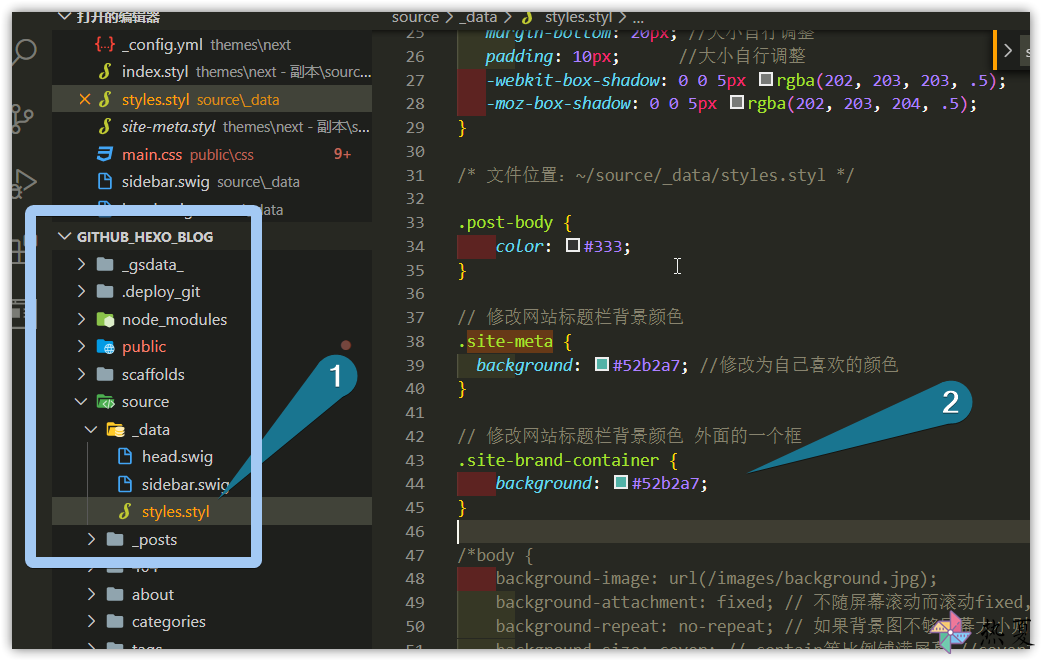 打开的编辑器
_config.yml themes\next
index.styl themes\next - 副本\sourc...
styles.styl source\_data
site-meta.styl themes\next - 副本\s...
main.css public\css 9+
sidebar.swig source\_data
GITHUB_HEXO_BLOG
_gsdata_
.deploy_git
node_modules
public
scaffolds
source
_data
head.swig
sidebar.swig
styles.styl
_posts
404
about
categories
tags
1
source > _data > styles.styl > ...
25 margin-bottom: 20px; //大小自行调整
26 padding: 10px; //大小自行调整
27 -webkit-box-shadow: 0 0 5px rgba(202, 203, 203, .5);
28 -moz-box-shadow: 0 0 5px rgba(202, 203, 204, .5);
29 }
30
31 /* 文件位置：~/source/_data/styles.styl */
32
33 .post-body {
34 color: #333;
35 }
36
37 // 修改网站标题栏背景颜色
38 .site-meta {
39 background: #52b2a7; //修改为自己喜欢的颜色
40 }
41
42 // 修改网站标题栏背景颜色 外面的一个框
43 .site-brand-container {
44 background: #52b2a7;
45 }
46
47 /*body {
48 background-image: url(/images/background.jpg);
49 background-attachment: fixed; // 不随屏幕滚动而滚动fixed,
50 background-repeat: no-repeat; // 如果背景图不够
2
热夏